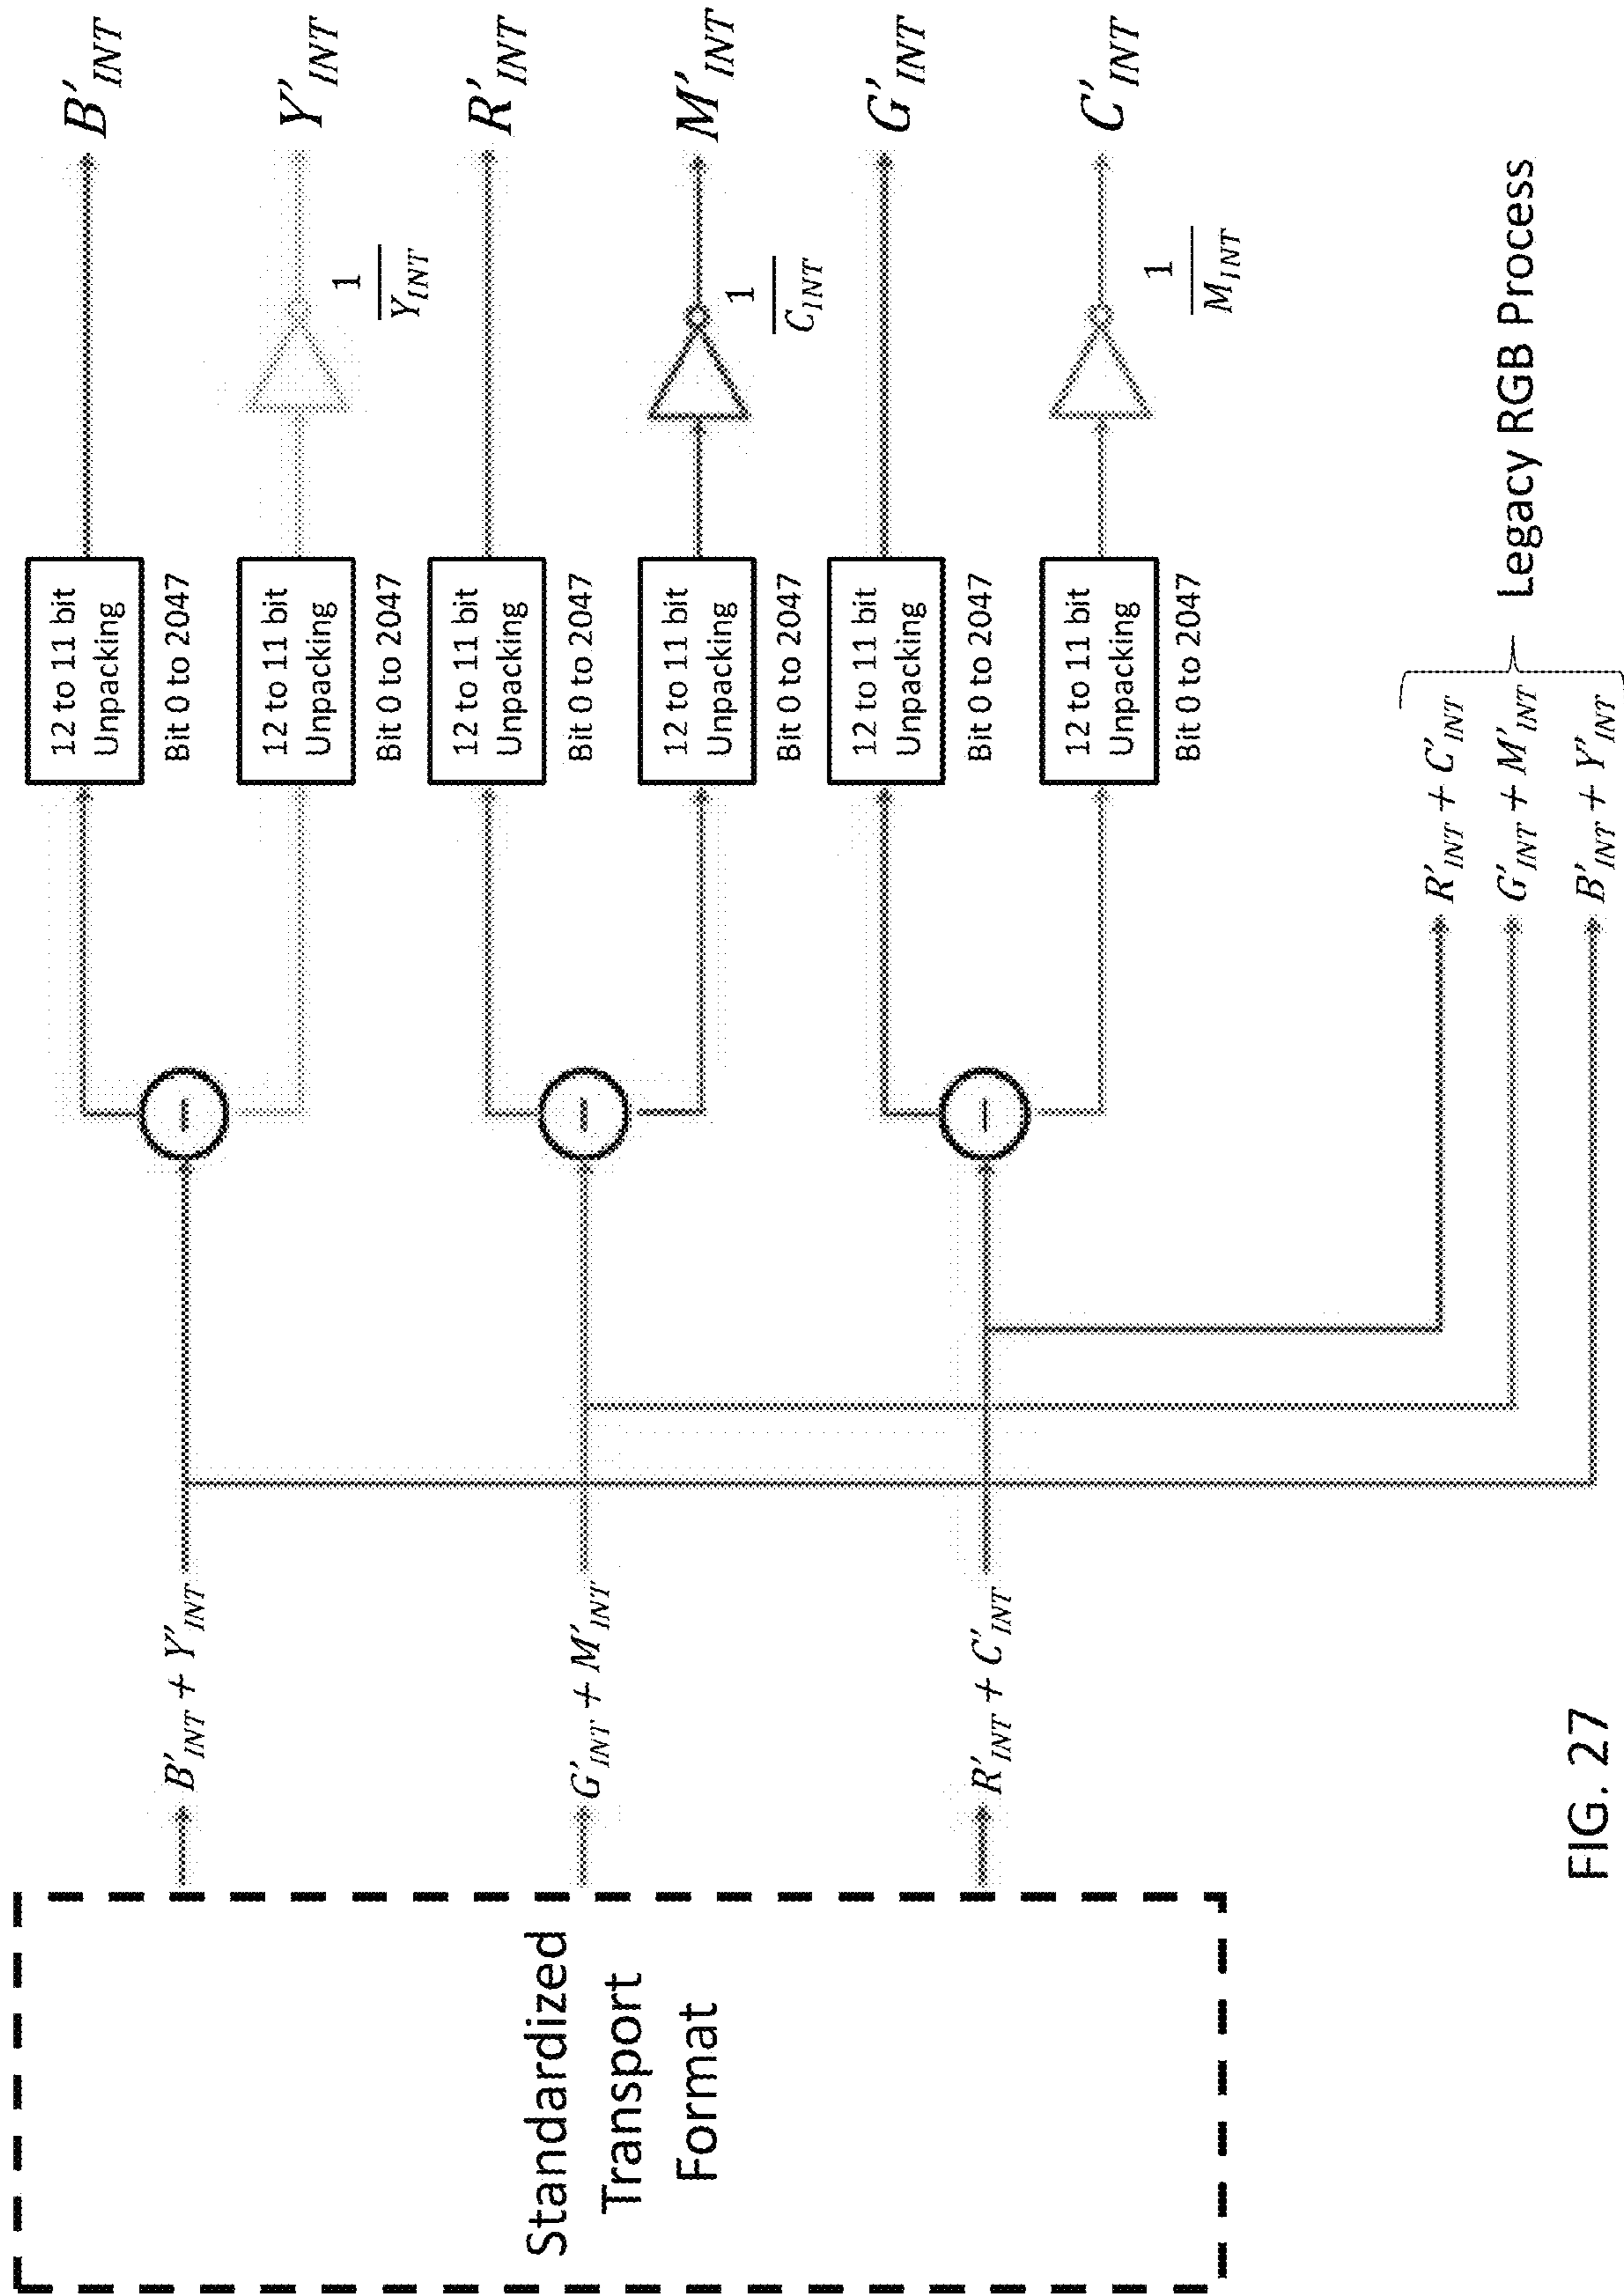 Standardized
Transport
Format
B'INT + Y'INT
G'INT + M'INT
R'INT + C'INT
−
−
−
12 to 11 bit
Unpacking
Bit 0 to 2047
B'INT
12 to 11 bit
Unpacking
Bit 0 to 2047
1
YINT
Y'INT
12 to 11 bit
Unpacking
Bit 0 to 2047
R'INT
12 to 11 bit
Unpacking
Bit 0 to 2047
1
CINT
M'INT
12 to 11 bit
Unpacking
Bit 0 to 2047
G'INT
12 to 11 bit
Unpacking
Bit 0 to 2047
1
MINT
C'INT
R'INT + C'INT
G'INT + M'INT
B'INT + Y'INT
Legacy RGB Process
FIG. 27